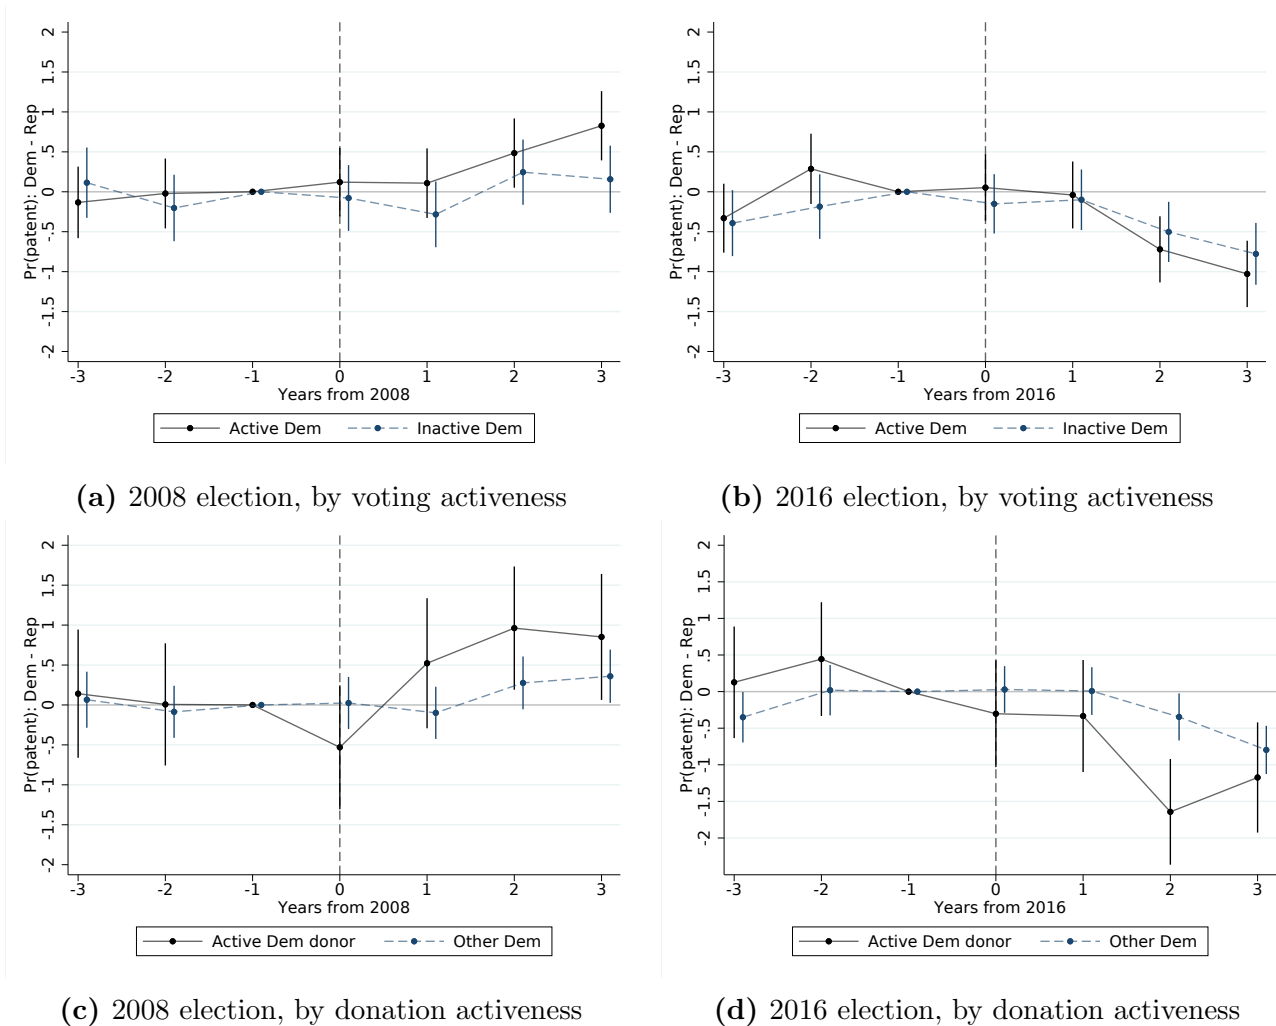 Pr(patent): Dem - Rep
2
1.5
1
.5
0
-.5
-1
-1.5
-2
-3 -2 -1 0 1 2 3
Years from 2008
Active Dem Inactive Dem
(a) 2008 election, by voting activeness
Pr(patent): Dem - Rep
2
1.5
1
.5
0
-.5
-1
-1.5
-2
-3 -2 -1 0 1 2 3
Years from 2016
Active Dem Inactive Dem
(b) 2016 election, by voting activeness
Pr(patent): Dem - Rep
2
1.5
1
.5
0
-.5
-1
-1.5
-2
-3 -2 -1 0 1 2 3
Years from 2008
Active Dem donor Other Dem
(c) 2008 election, by donation activeness
Pr(patent): Dem - Rep
2
1.5
1
.5
0
-.5
-1
-1.5
-2
-3 -2 -1 0 1 2 3
Years from 2016
Active Dem donor Other Dem
(d) 2016 election, by donation activeness